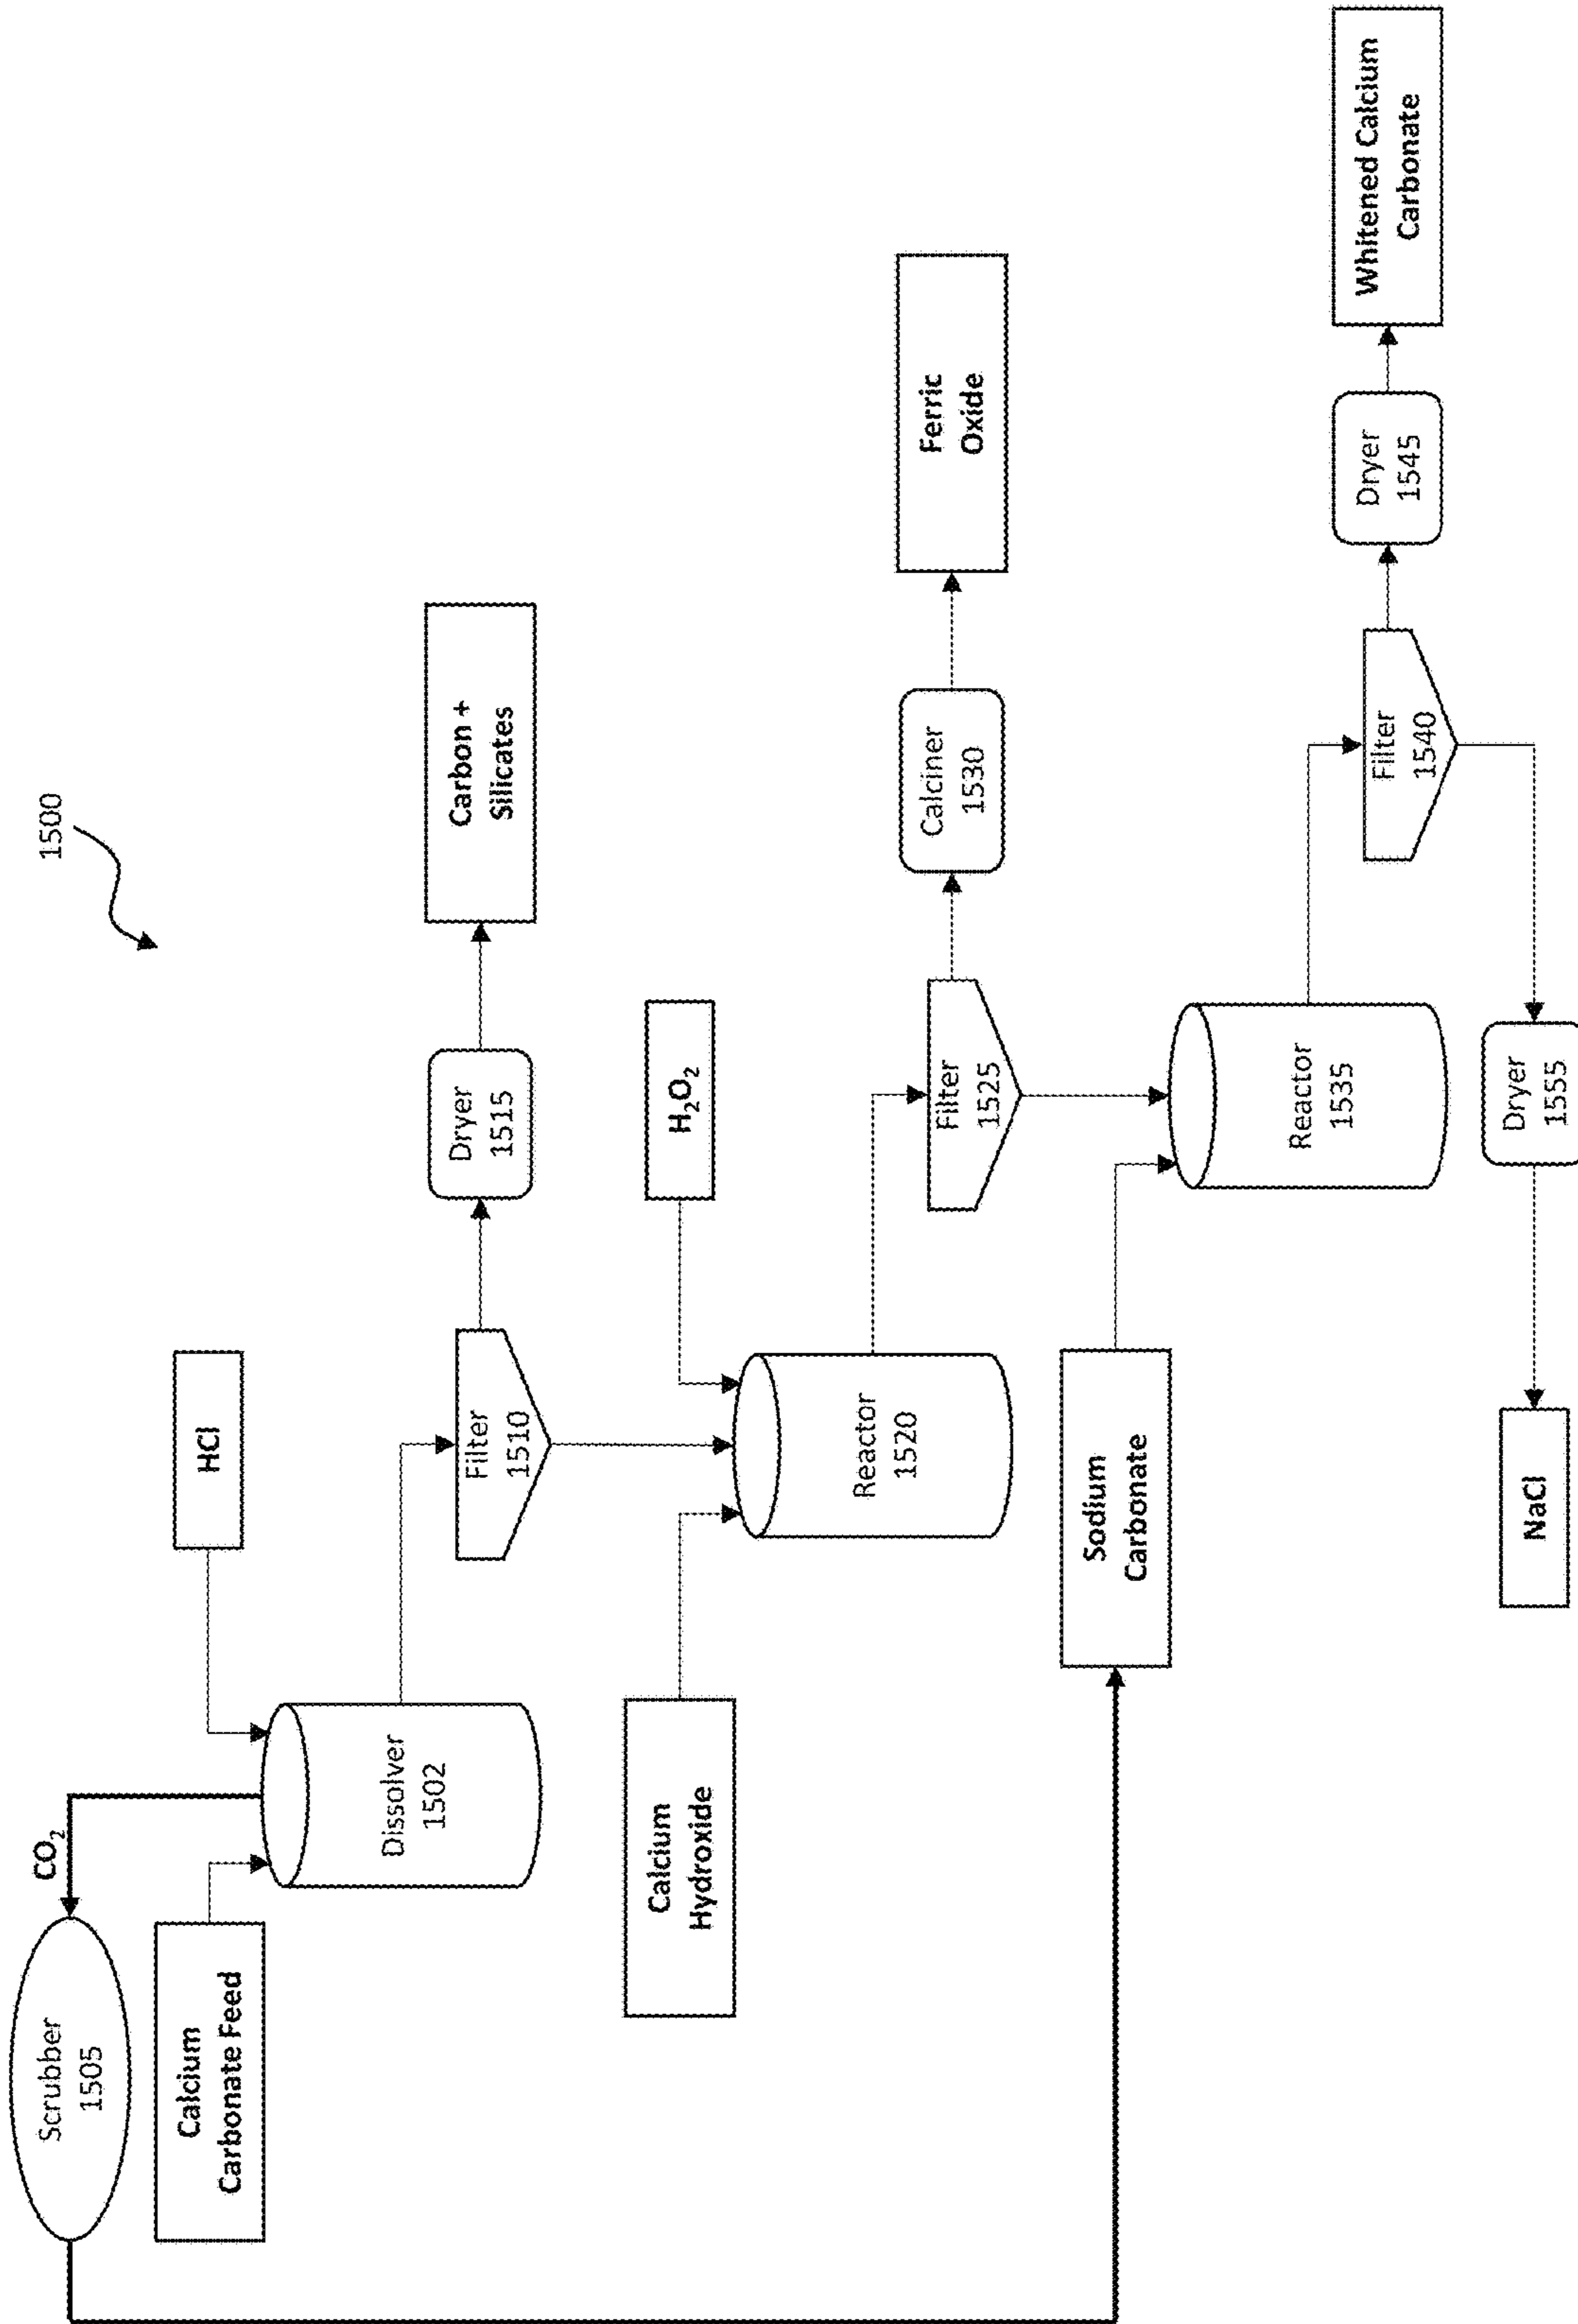 1500
Scrubber
1505
CO₂
HCl
Calcium
Carbonate Feed
Dissolver
1502
Filter
1510
Dryer
1515
Carbon +
Silicates
Calcium
Hydroxide
H₂O₂
Reactor
1520
Filter
1525
Calciner
1530
Ferric
Oxide
Sodium
Carbonate
Reactor
1535
Filter
1540
Dryer
1545
Whitened Calcium
Carbonate
NaCl
Dryer
1555